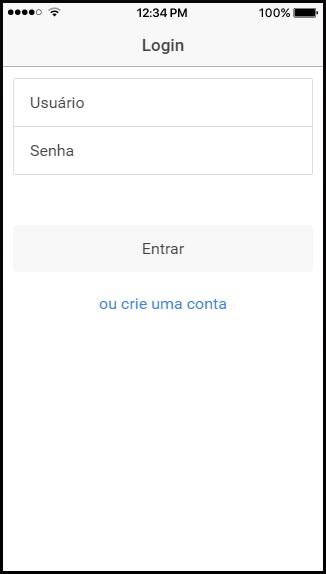 12:34 PM 100%
Login
Usuário
Senha
Entrar
ou crie uma conta